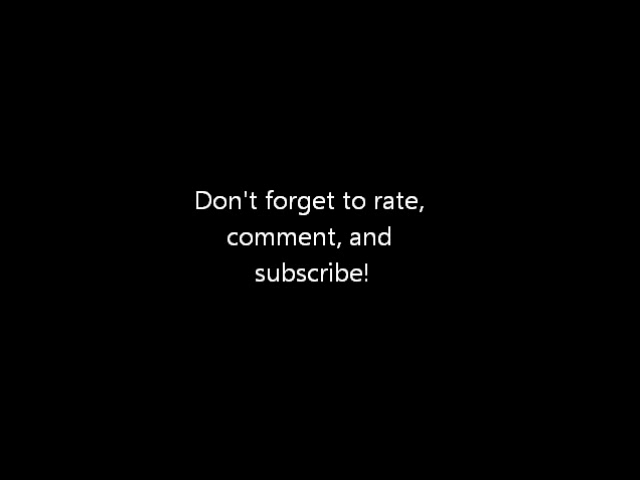 Don't forget to rate,
comment, and
subscribe!